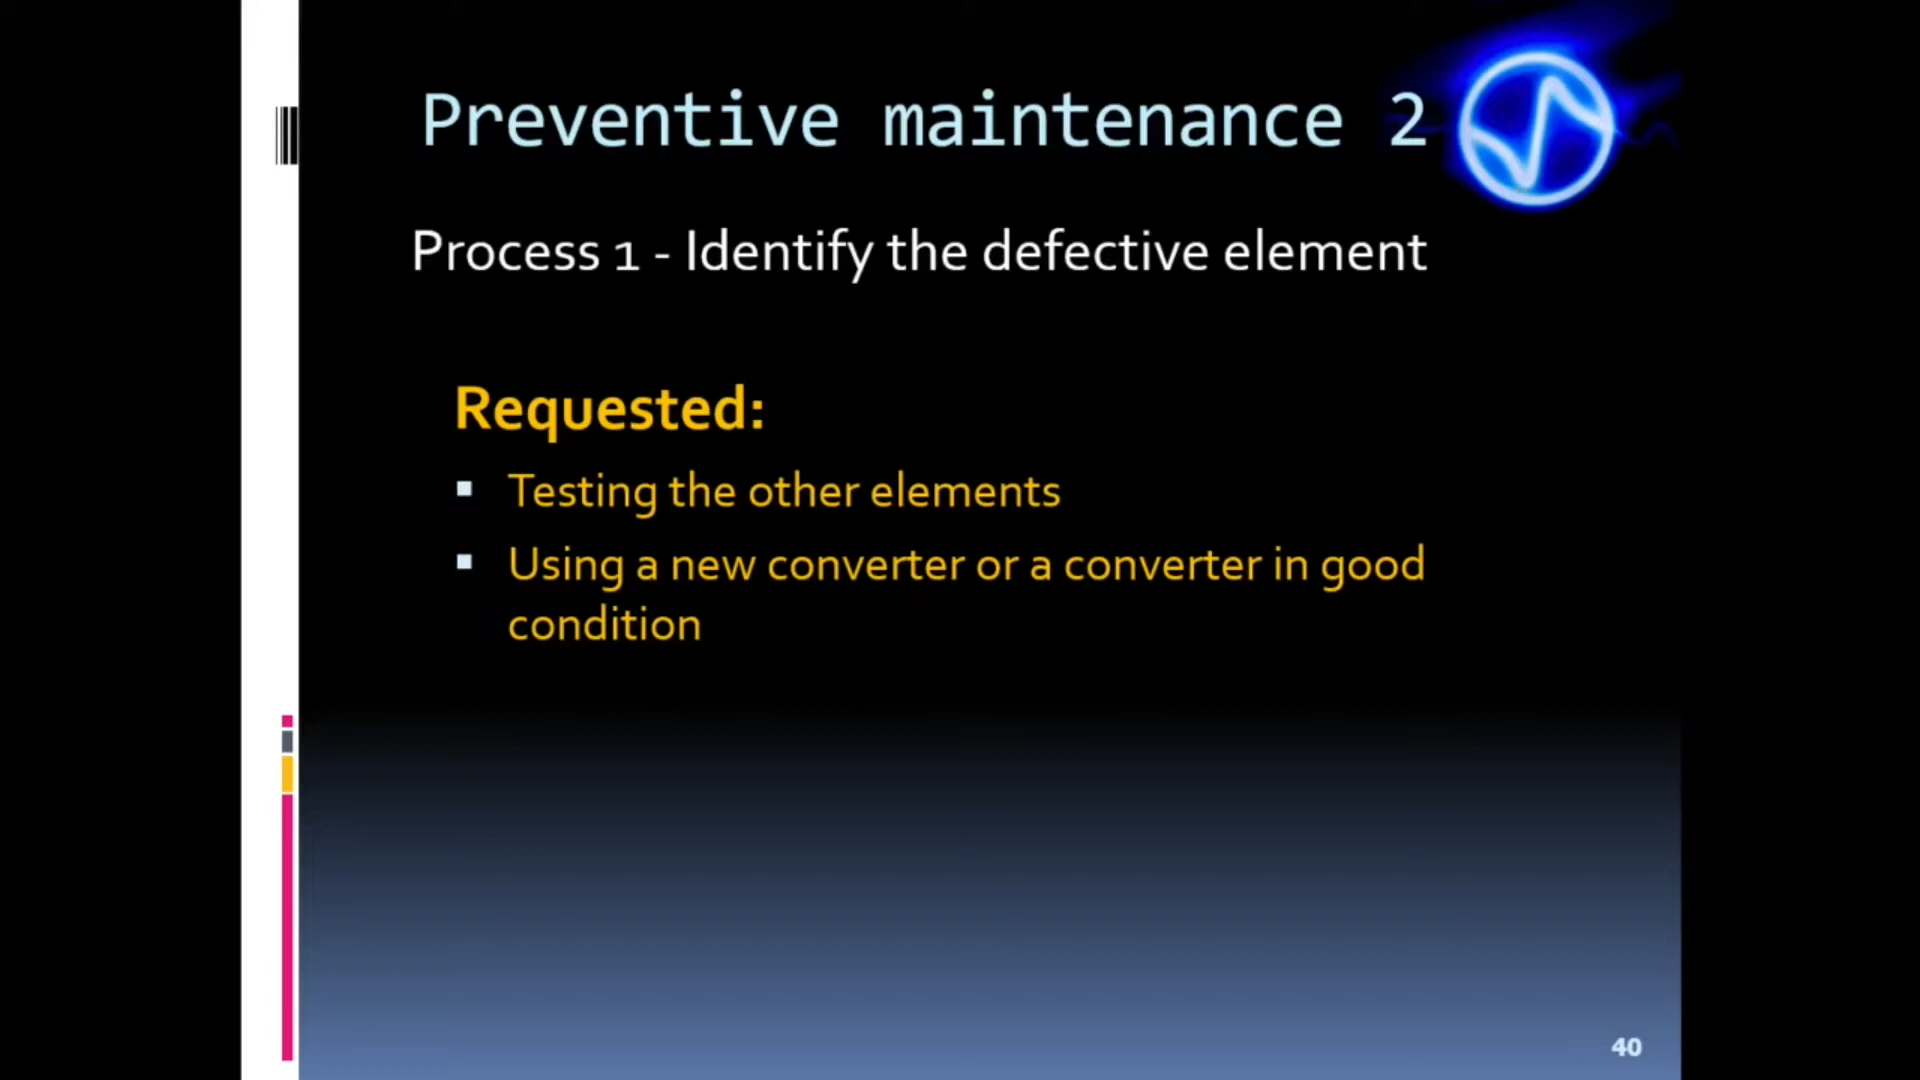 Preventive maintenance 2
Process 1 - Identify the defective element
Requested:
Testing the other elements
Using a new converter or a converter in good
condition
40